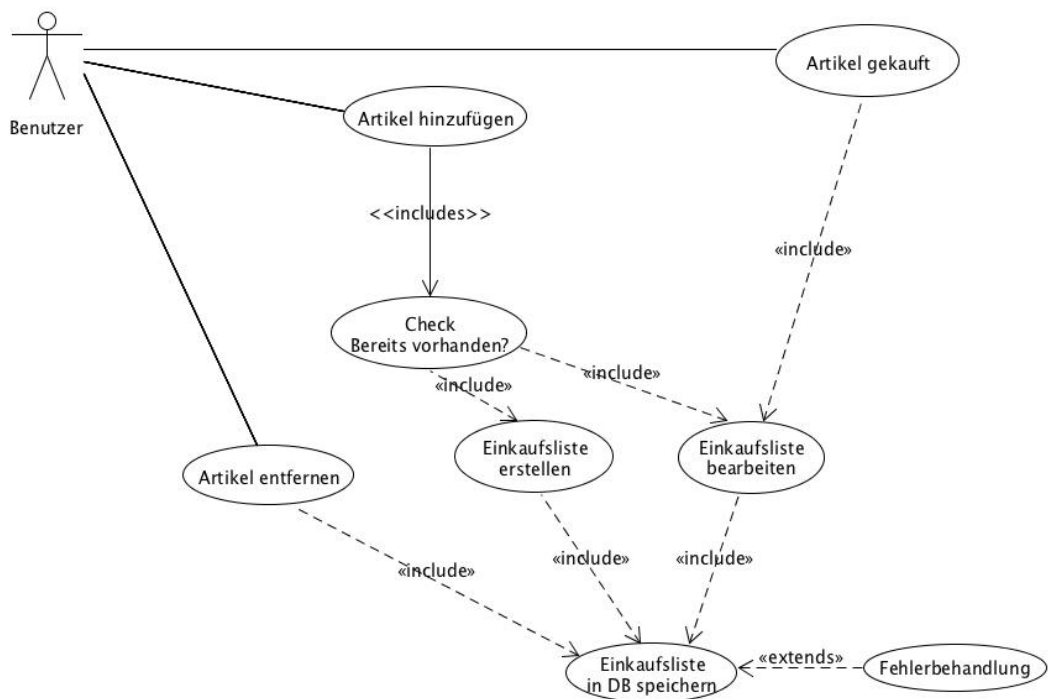 Artikel gekauft
Artikel hinzufügen
Benutzer
<<includes>>
«include»
Check
Bereits vorhanden?
«include»
«include»
Einkaufsliste
erstellen
Einkaufsliste
bearbeiten
Artikel entfernen
«include»
«include»
«include»
Einkaufsliste
in DB speichern
«extends»
Fehlerbehandlung